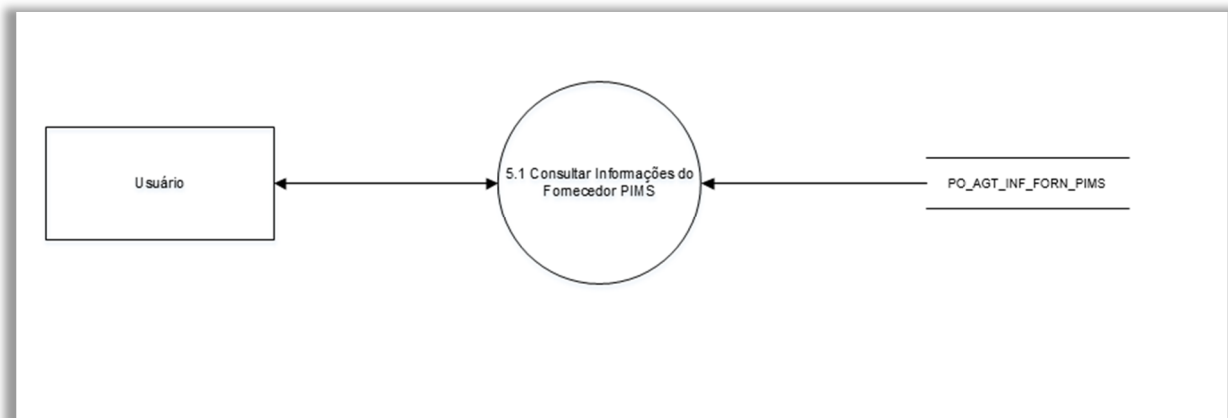 Usuário
5.1 Consultar Informações do
Fornecedor PIMS
PO_AGT_INF_FORN_PIMS